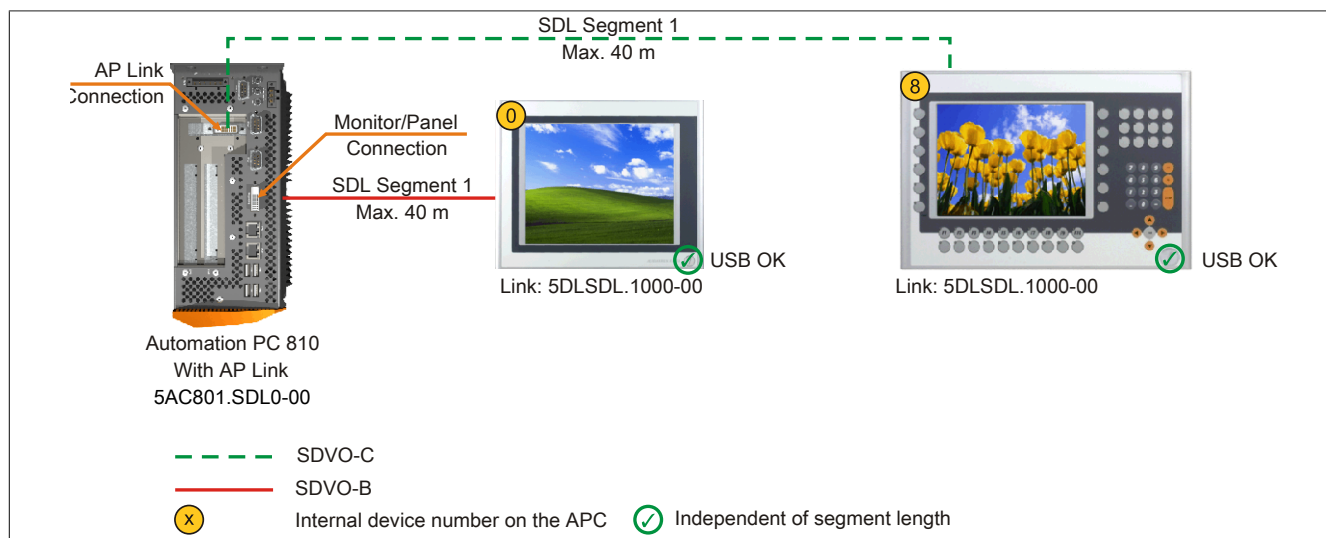 SDL Segment 1
Max. 40 m
AP Link
Connection
8
0
Monitor/Panel
Connection
SDL Segment 1
Max. 40 m
USB OK
USB OK
Link: 5DLSDL.1000-00
Link: 5DLSDL.1000-00
Automation PC 810
With AP Link
5AC801.SDL0-00
SDVO-C
SDVO-B
x
Internal device number on the APC
Independent of segment length